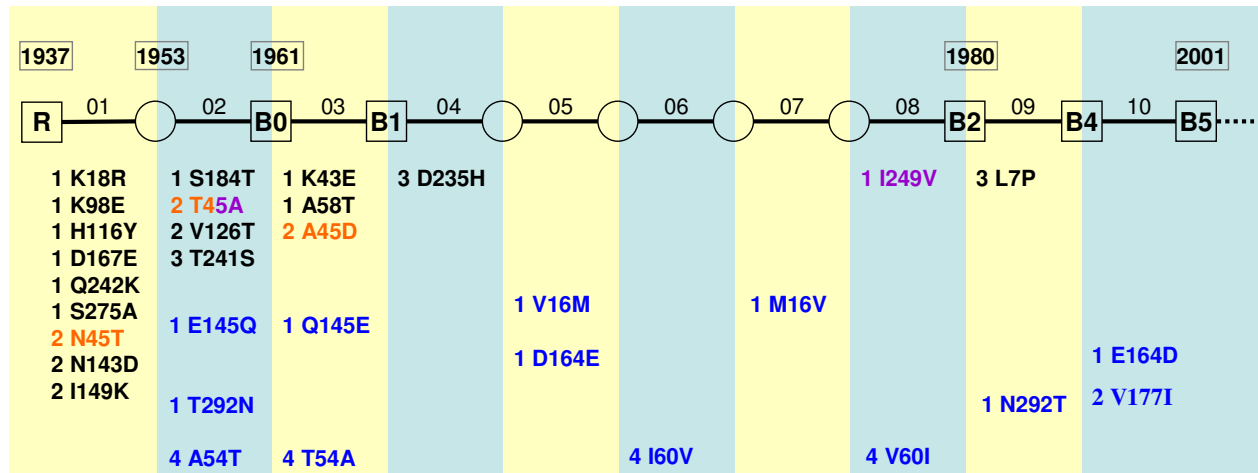 1937 1953 1961 1980 2001
01 02 03 04 05 06 07 08 09 10
R B0 B1 B2 B4 B5
1 K18R 1 S184T 1 K43E 3 D235H 1 I249V 3 L7P
1 K98E 2 T45A 1 A58T
1 H116Y 2 V126T 2 A45D
1 D167E 3 T241S
1 Q242K
1 S275A 1 V16M 1 M16V
1 E145Q 1 Q145E
2 N45T
2 N143D 1 D164E 1 E164D
2 I149K 2 V177I
1 T292N 1 N292T
4 A54T 4 T54A 4 I60V 4 V60I